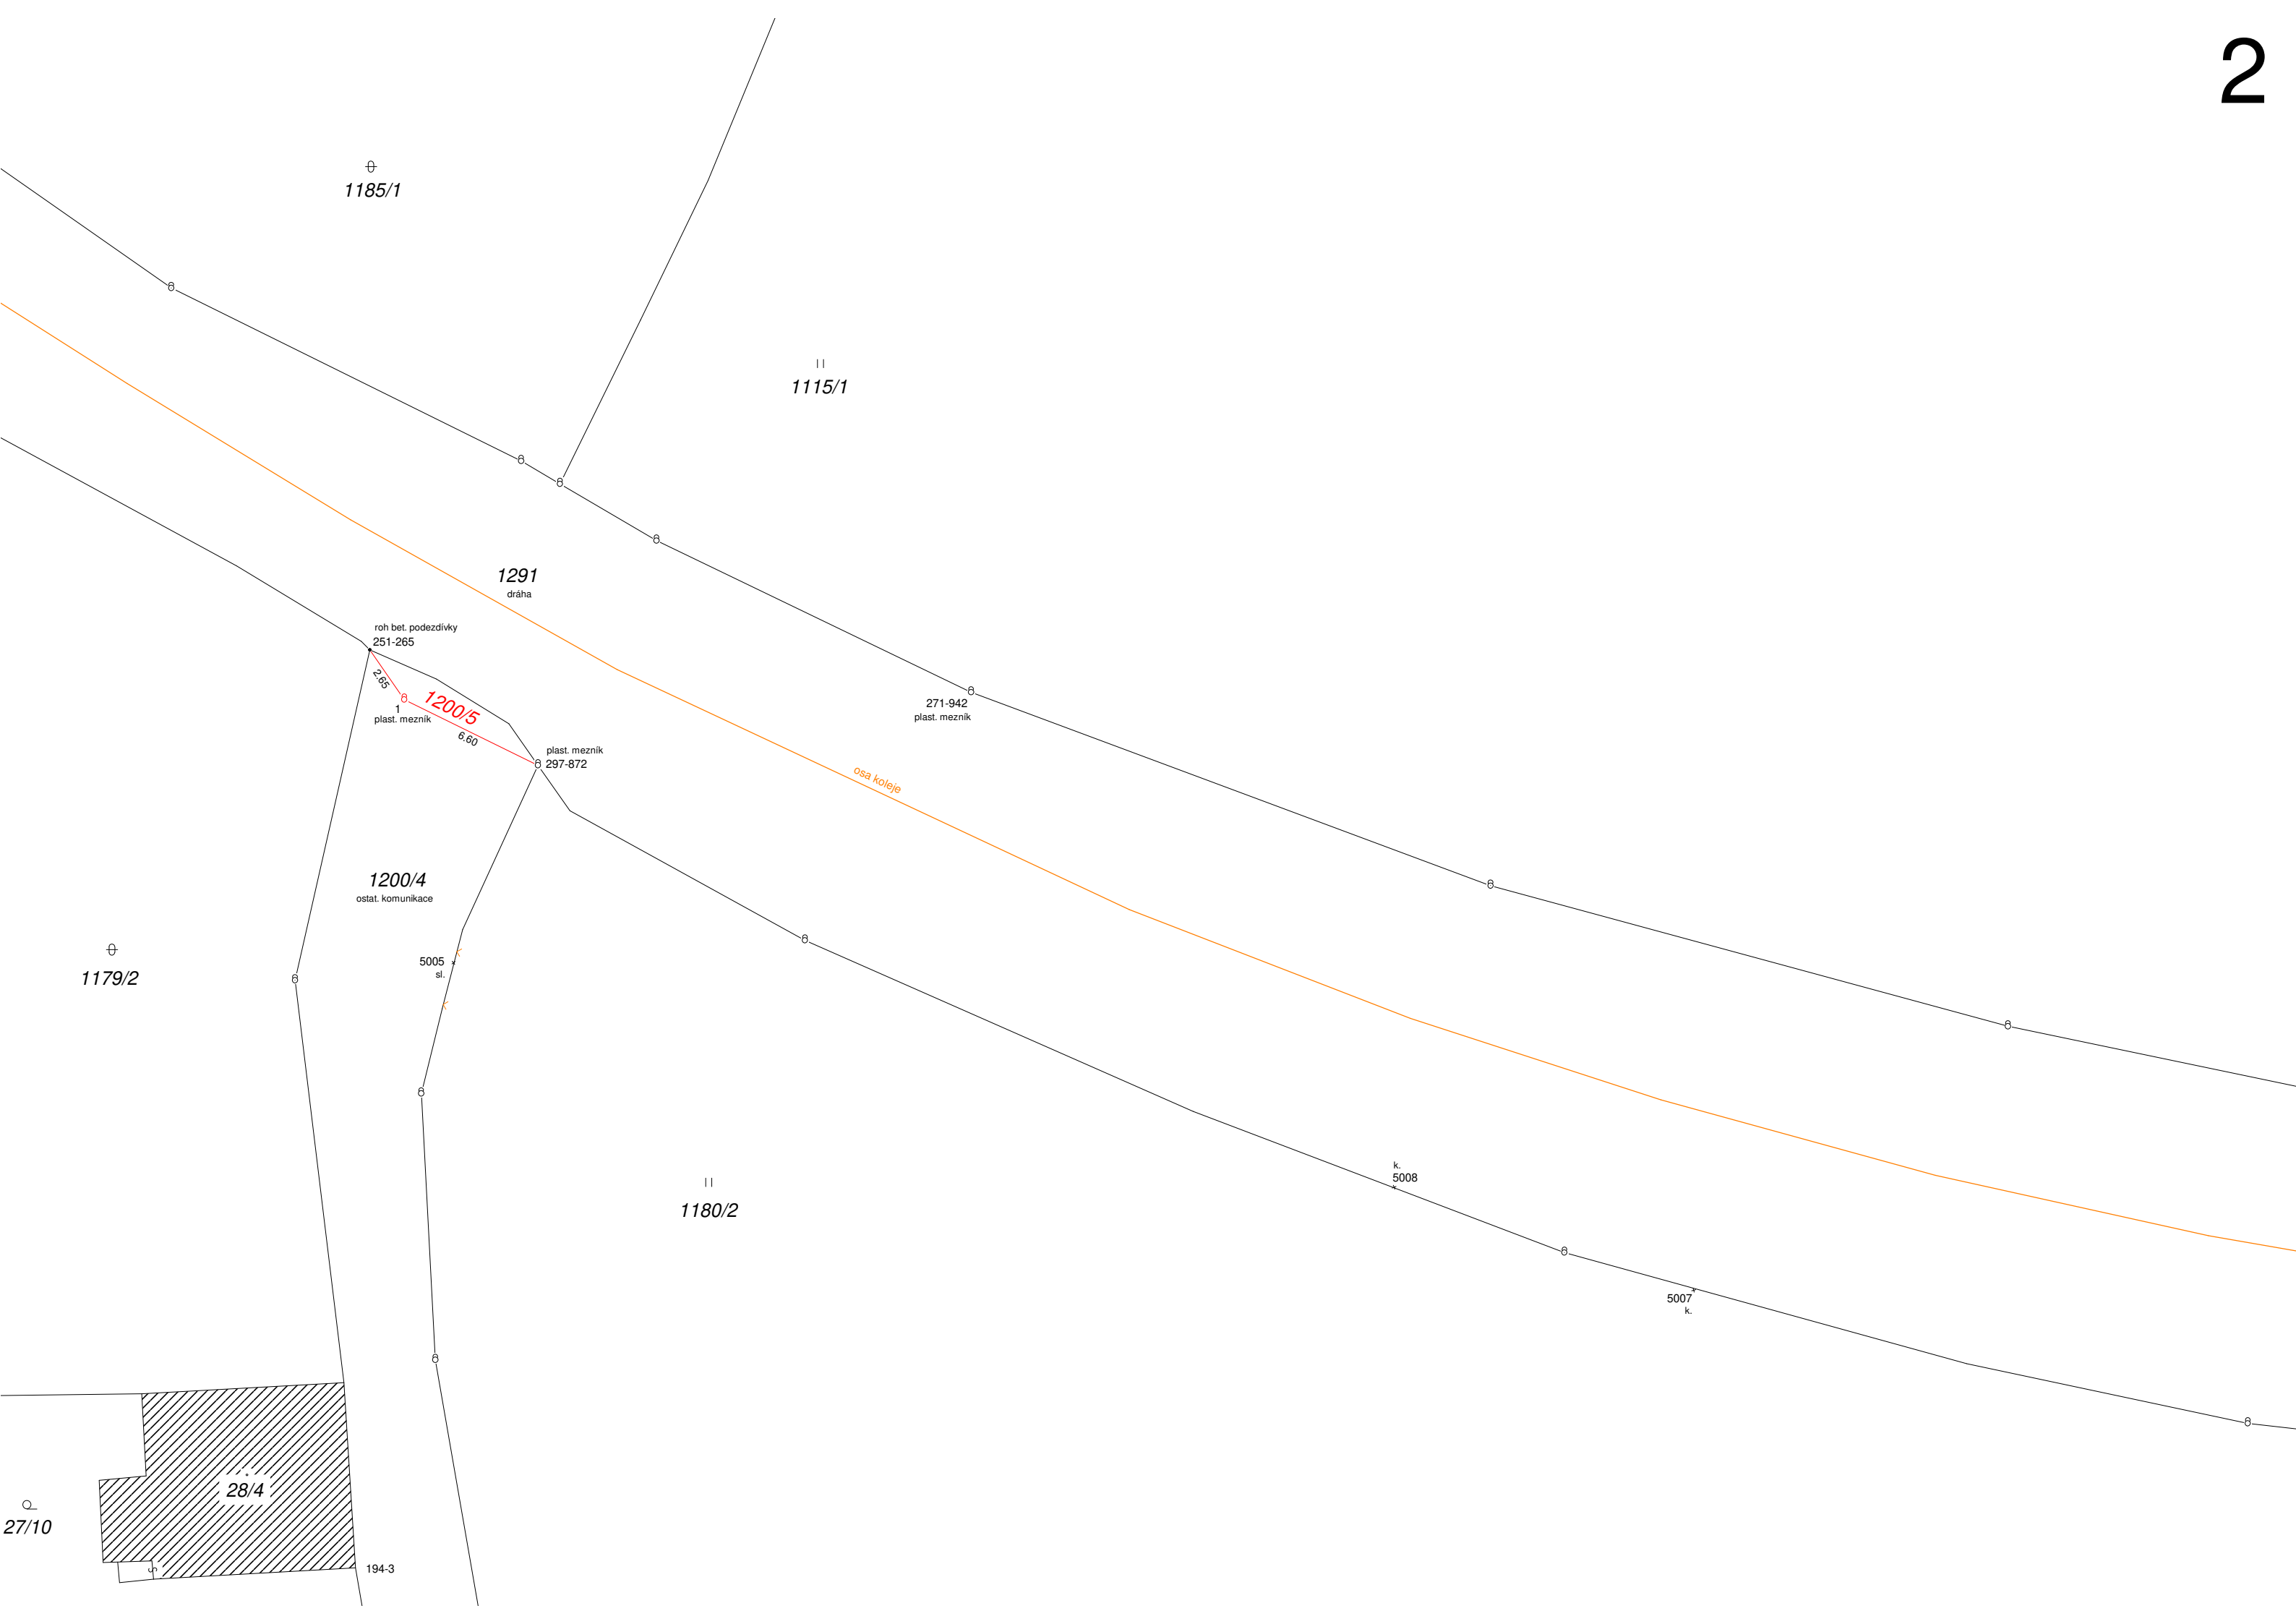 2
1185/1
1115/1
1291
dráha
roh bet. podezdívky
251-265
2.65
1200/5
1
plast. mezník
6.60
plast. mezník
297-872
271-942
plast. mezník
osa koleje
1200/4
ostat. komunikace
5005
sl.
1179/2
k.
5008
1180/2
5007
k.
28/4
27/10
194-3